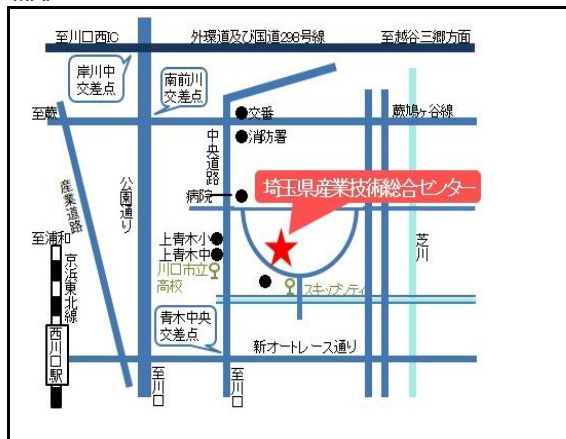 至川口西IC
外環道及び国道298号線
至越谷三郷方面
岸川中
交差点
南前川
交差点
至蕨
交番
蕨鳩ヶ谷線
消防署
中央道路
産業道路
公園通り
病院
埼玉県産業技術総合センター
至浦和
上青木小
上青木中
川口市立
高校
スキップシティ
芝川
京浜東北線
青木中央
交差点
新オートレース通り
西川口駅
至川口
至川口